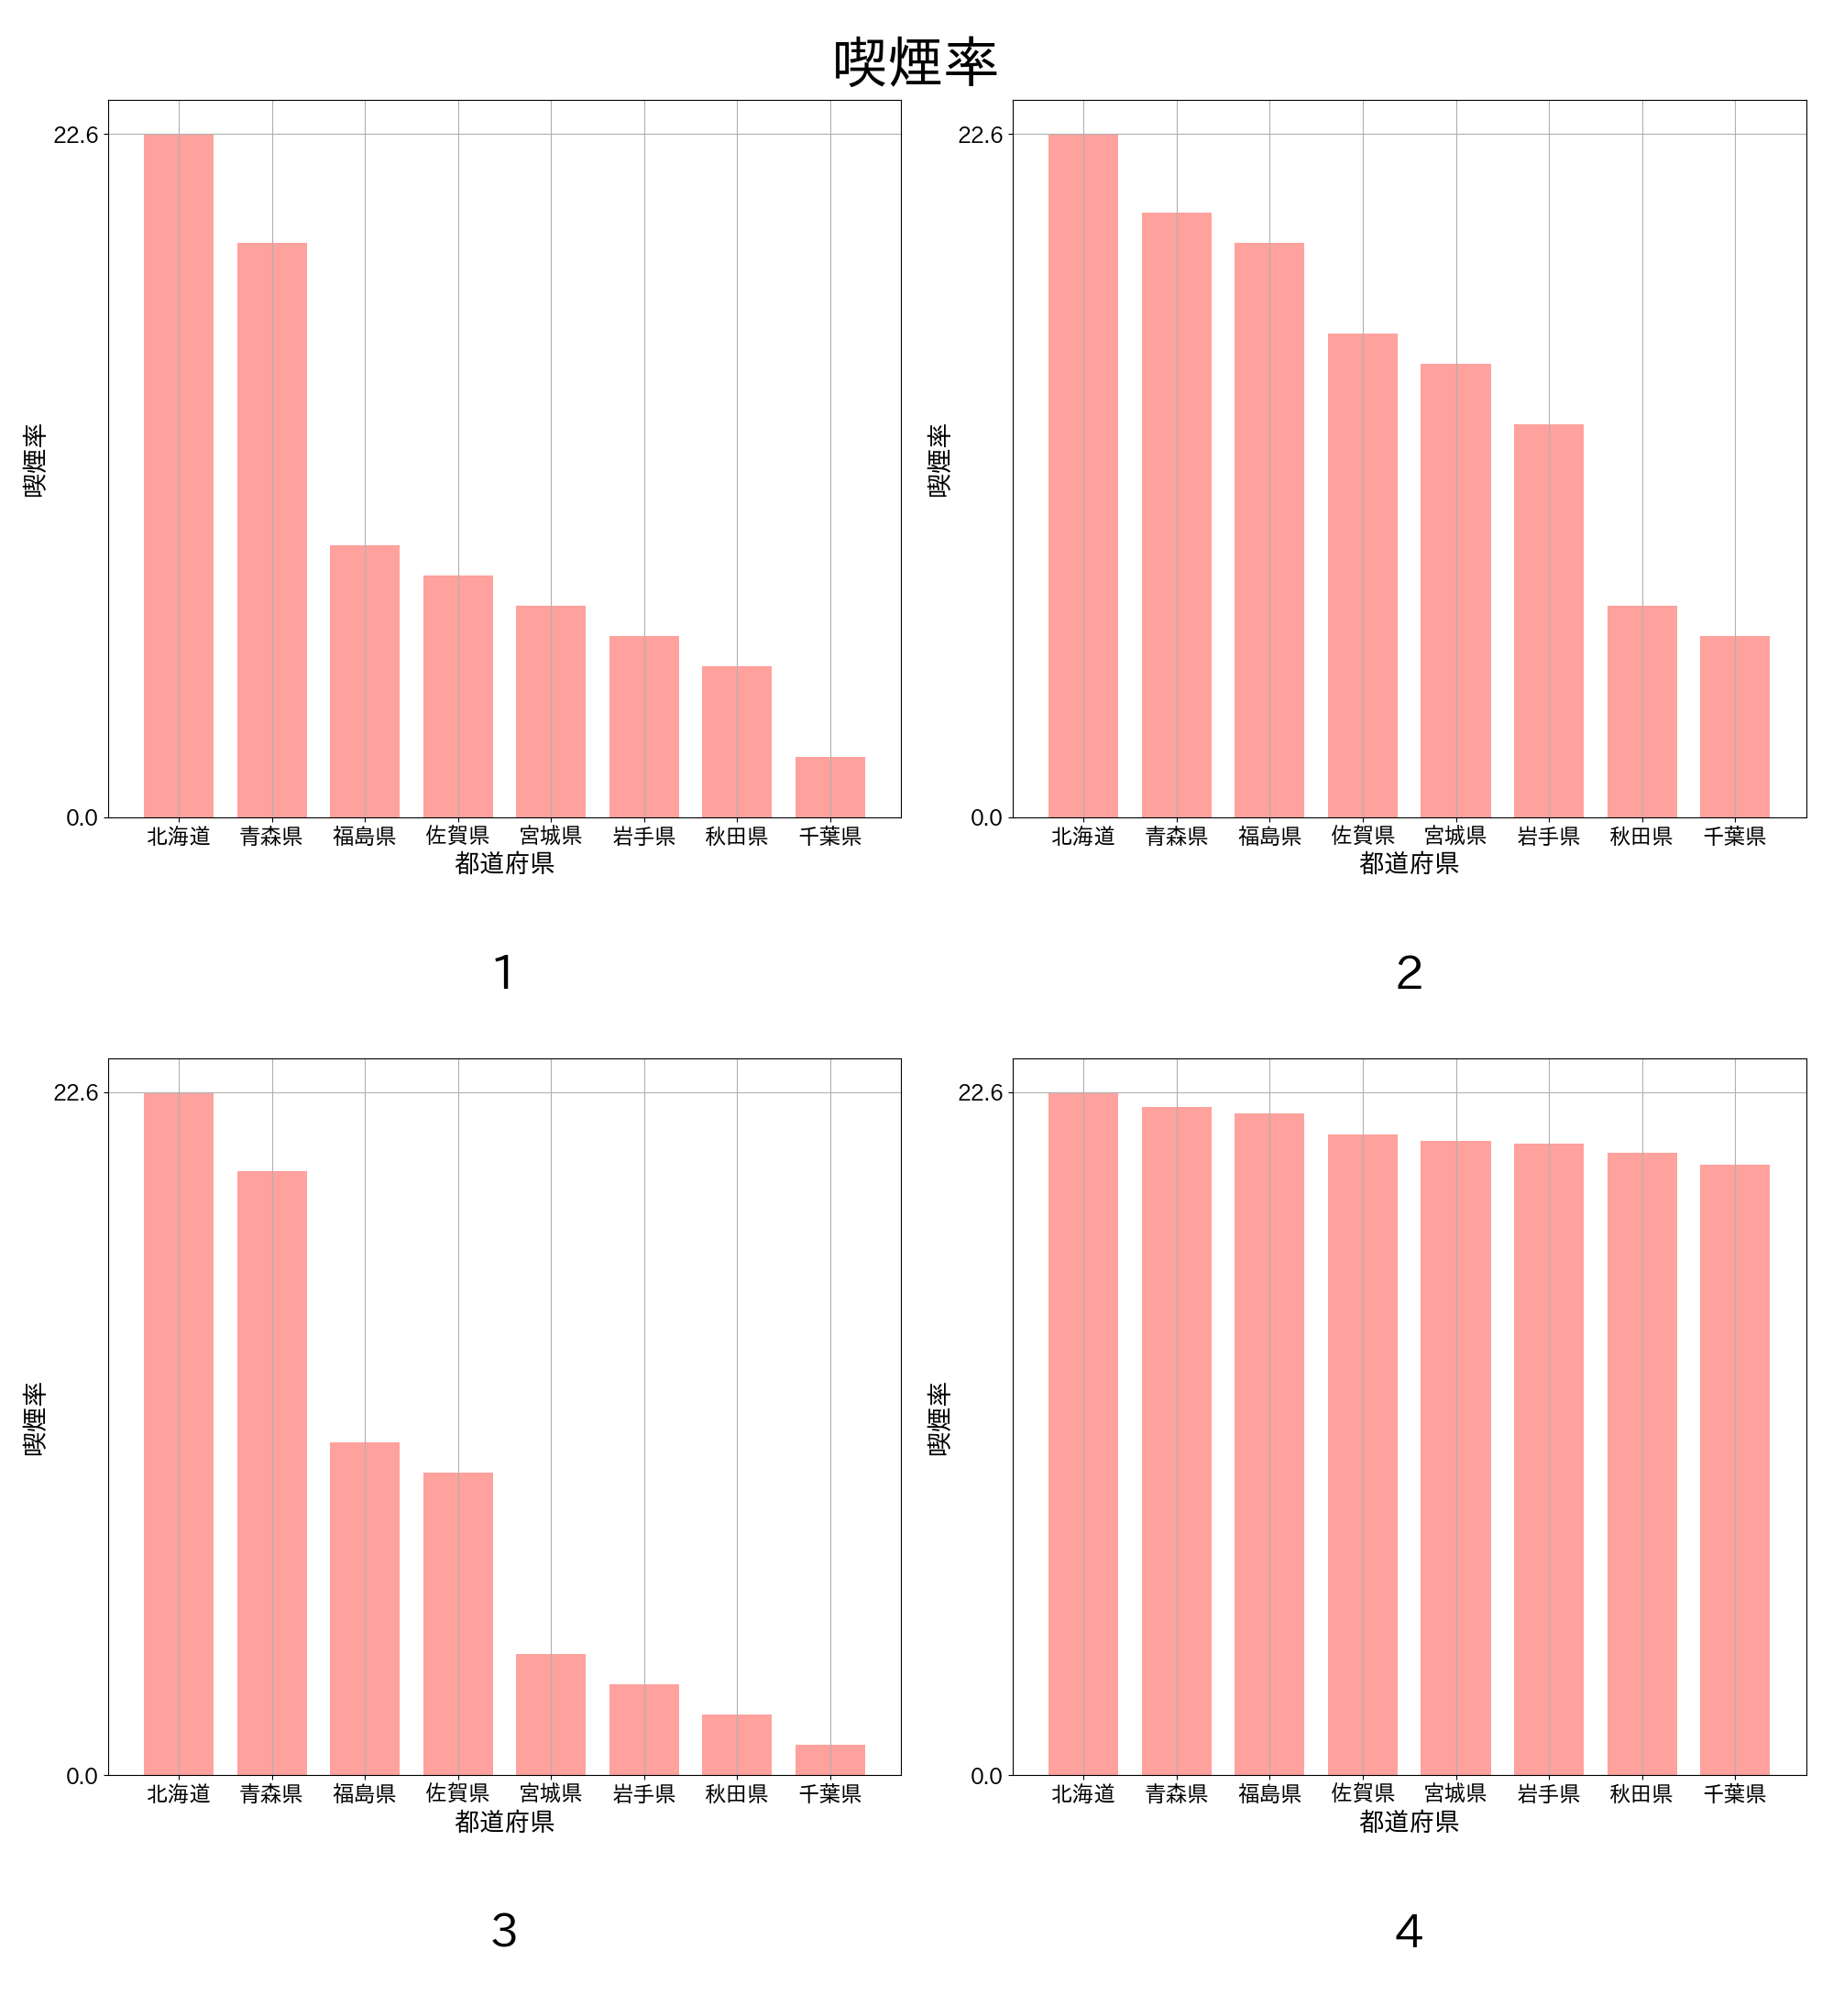 喫煙率
22.6
0.0
喫煙率
北海道 青森県 福島県 佐賀県 宮城県 岩手県 秋田県 千葉県
都道府県
1
22.6
0.0
喫煙率
北海道 青森県 福島県 佐賀県 宮城県 岩手県 秋田県 千葉県
都道府県
2
22.6
0.0
喫煙率
北海道 青森県 福島県 佐賀県 宮城県 岩手県 秋田県 千葉県
都道府県
3
22.6
0.0
喫煙率
北海道 青森県 福島県 佐賀県 宮城県 岩手県 秋田県 千葉県
都道府県
4